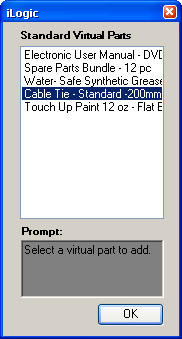 iLogic
Standard Virtual Parts
Electronic User Manual - DVD
Spare Parts Bundle - 12 pc
Water- Safe Synthetic Grease
Cable Tie - Standard -200mm
Touch Up Paint 12 oz - Flat
Prompt:
Select a virtual part to add.
OK